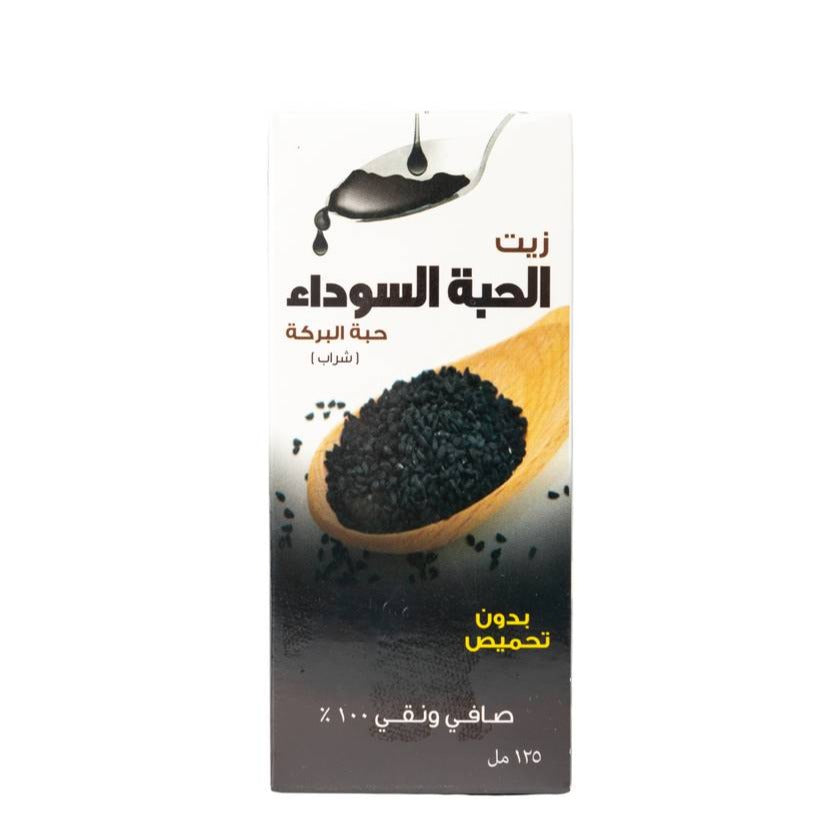 زيت
الحبة السوداء
حبة البركة
(شراب)
بدون
تحميص
صافي ونقي ١٠٠ ٪
١٢٥ مل